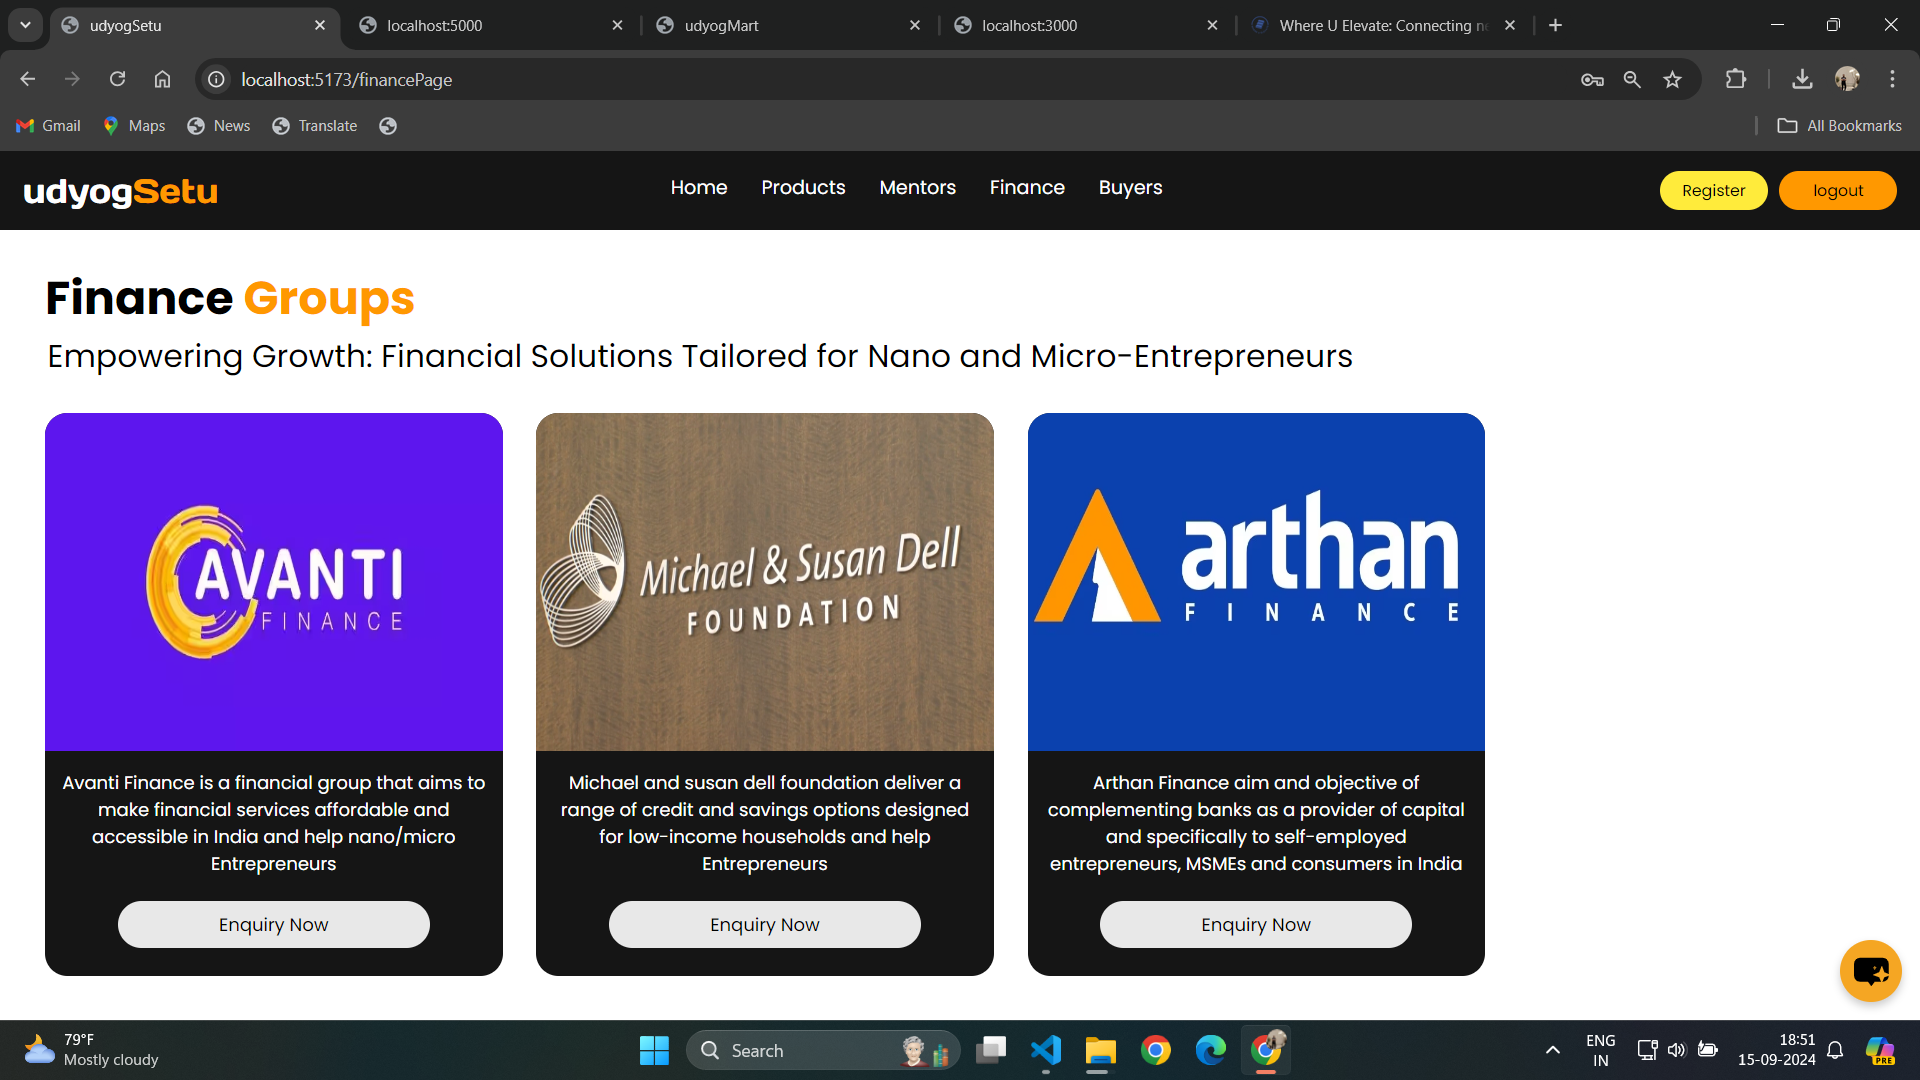 udyogSetu
localhost:5000
udyogMart
localhost:3000
Where U Elevate: Connecting ne
localhost:5173/financePage
Gmail
Maps
News
Translate
All Bookmarks
udyogSetu
Home
Products
Mentors
Finance
Buyers
Register
logout
Finance Groups
Empowering Growth: Financial Solutions Tailored for Nano and Micro-Entrepreneurs
AVANTI
FINANCE
Avanti Finance is a financial group that aims to
make financial services affordable and
accessible in India and help nano/micro
Entrepreneurs
Enquiry Now
Michael & Susan Dell
FOUNDATION
Michael and susan dell foundation deliver a
range of credit and savings options designed
for low-income households and help
Entrepreneurs
Enquiry Now
arthan
FINANCE
Arthan Finance aim and objective of
complementing banks as a provider of capital
and specifically to self-employed
entrepreneurs, MSMEs and consumers in India
Enquiry Now
79°F
Mostly cloudy
Search
ENG
IN
18:51
15-09-2024
PRE